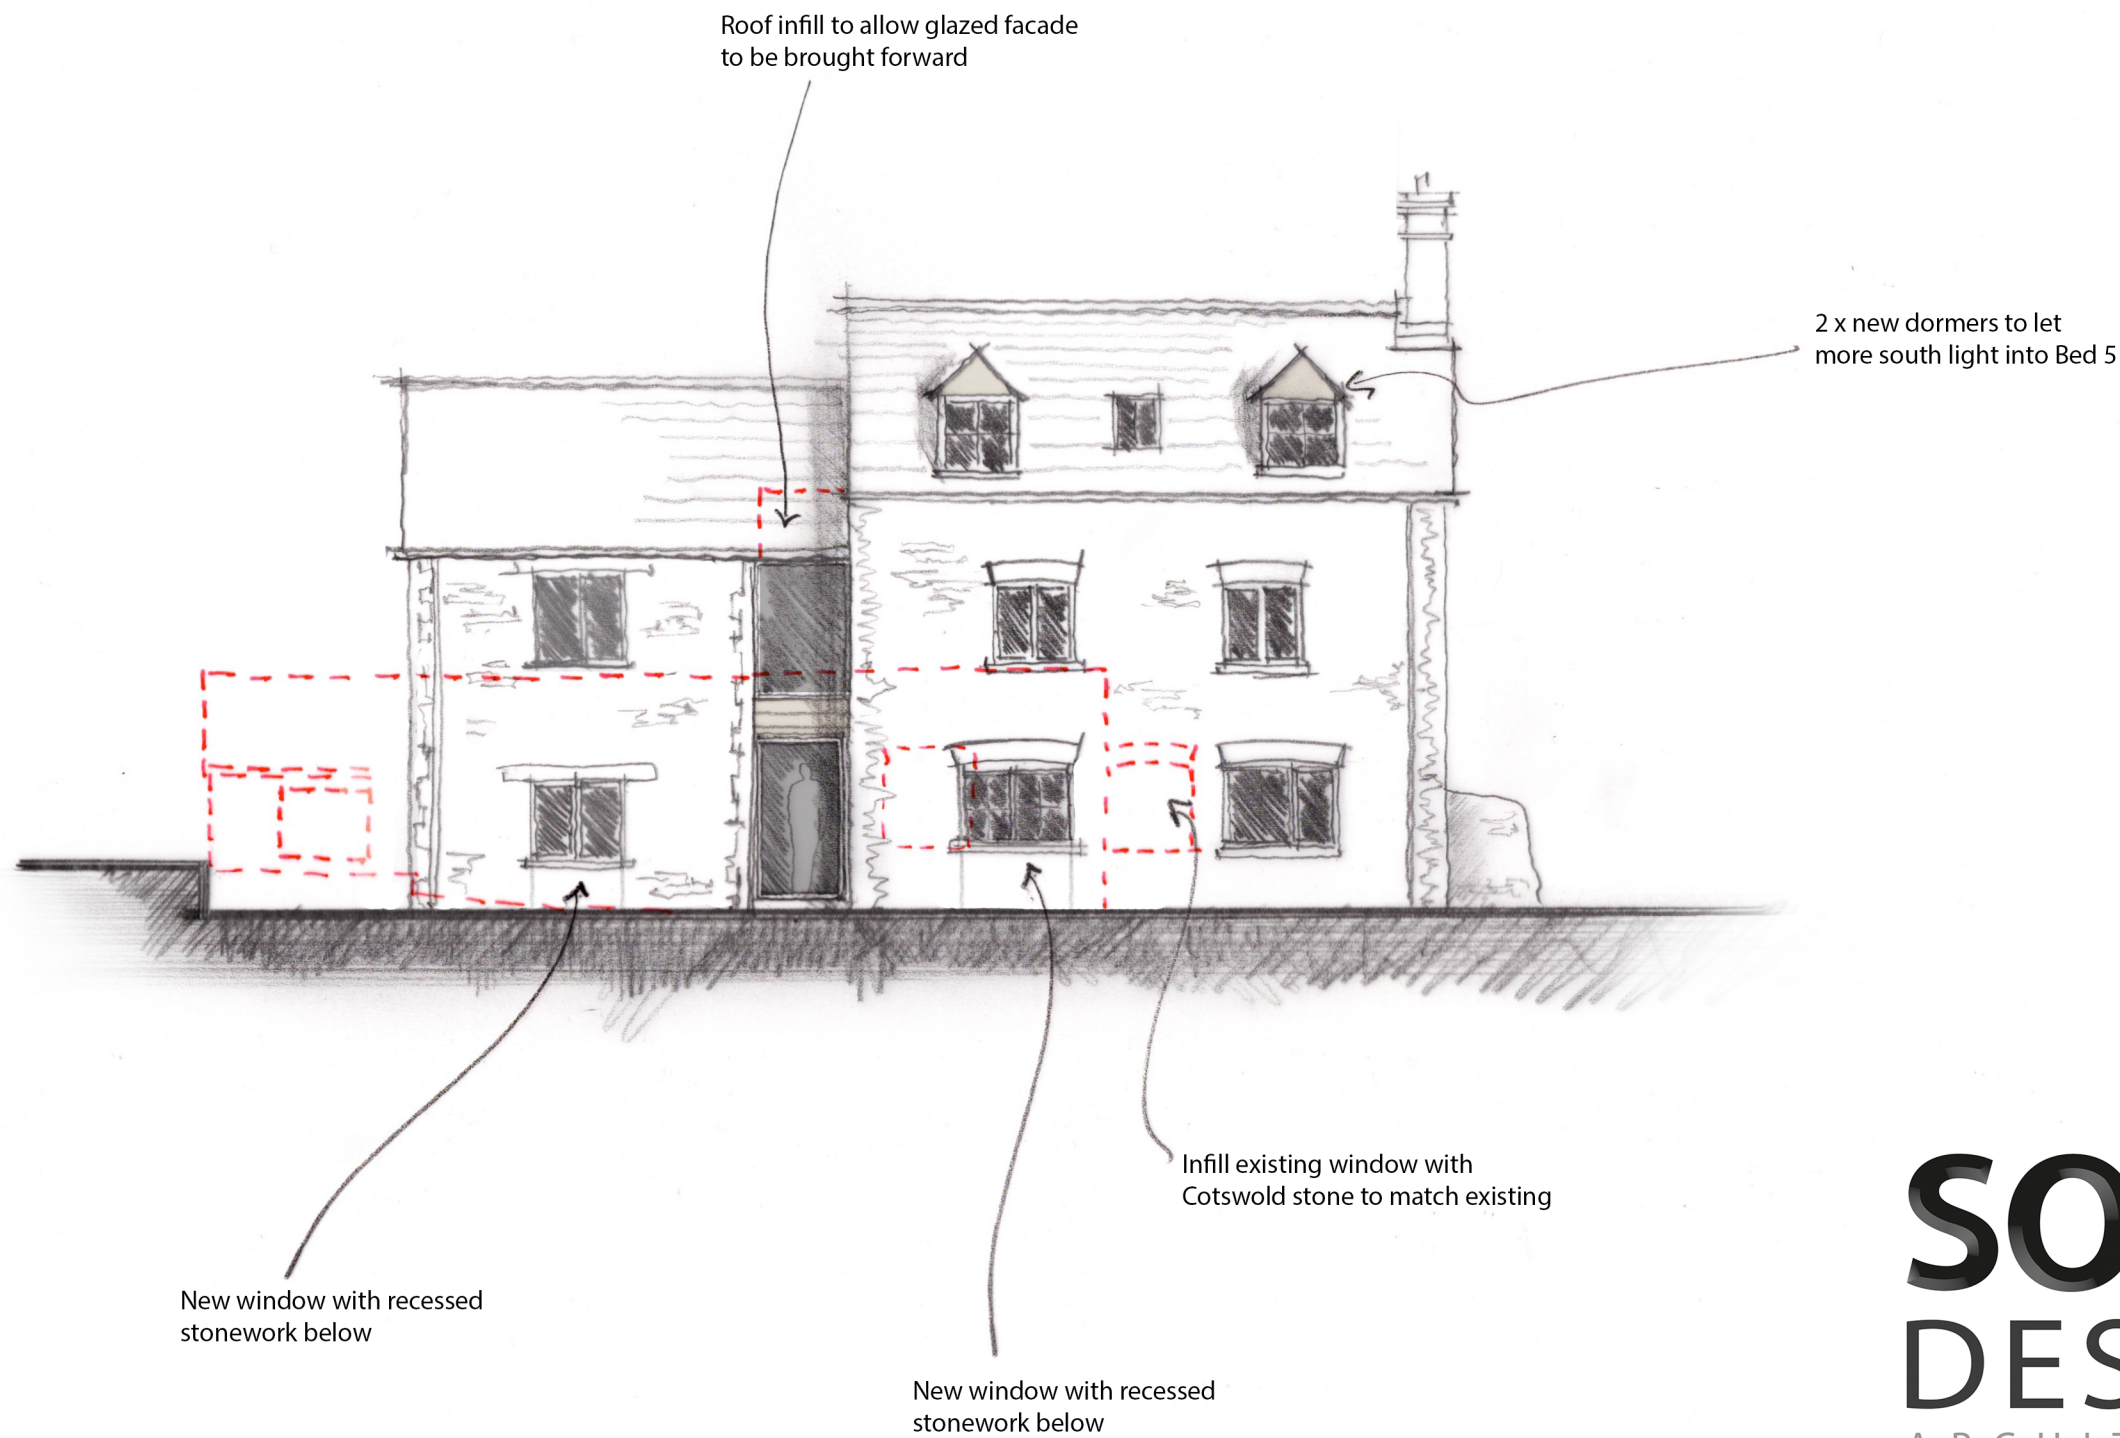 Roof infill to allow glazed facade
to be brought forward
2 x new dormers to let
more south light into Bed 5
Infill existing window with
Cotswold stone to match existing
New window with recessed
stonework below
New window with recessed
stonework below
SO
DES